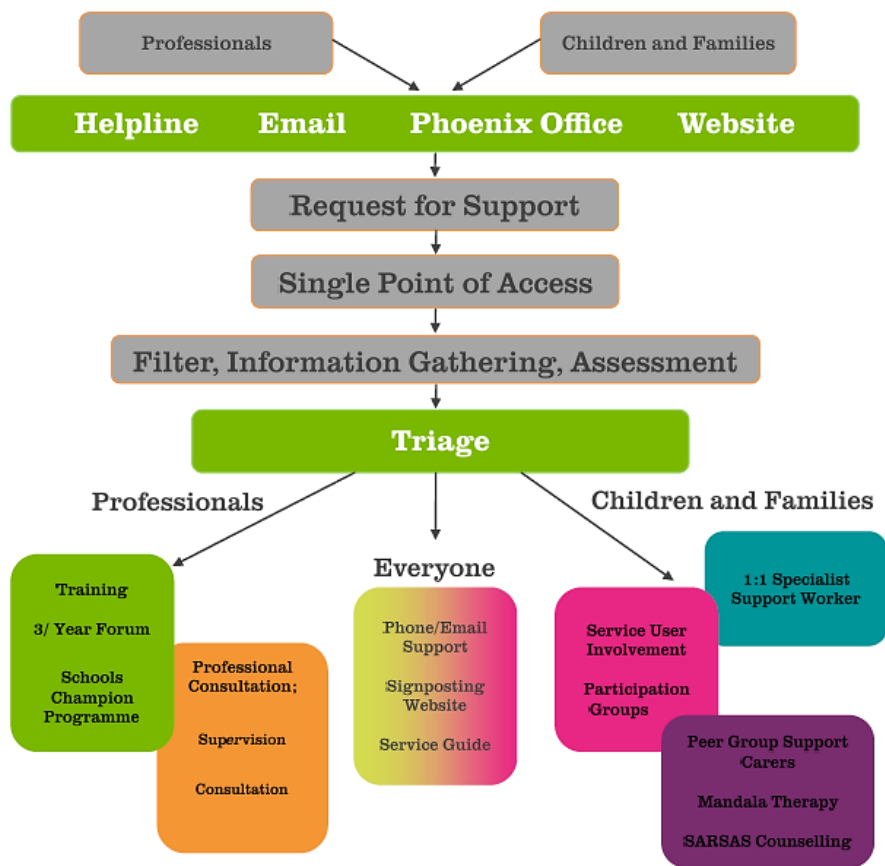 Professionals
Children and Families
Helpline Email Phoenix Office Website
Request for Support
Single Point of Access
Filter, Information Gathering, Assessment
Triage
Professionals
Children and Families
Everyone
Training
3/ Year Forum
Schools
Champion
Programme
Professional
Consultation;
Supervision
Consultation
Phone/Email
Support
Signposting
Website
Service Guide
Service User
Involvement
Participation
Groups
1:1 Specialist
Support Worker
Peer Group Support
Carers
Mandala Therapy
SARSAS Counselling